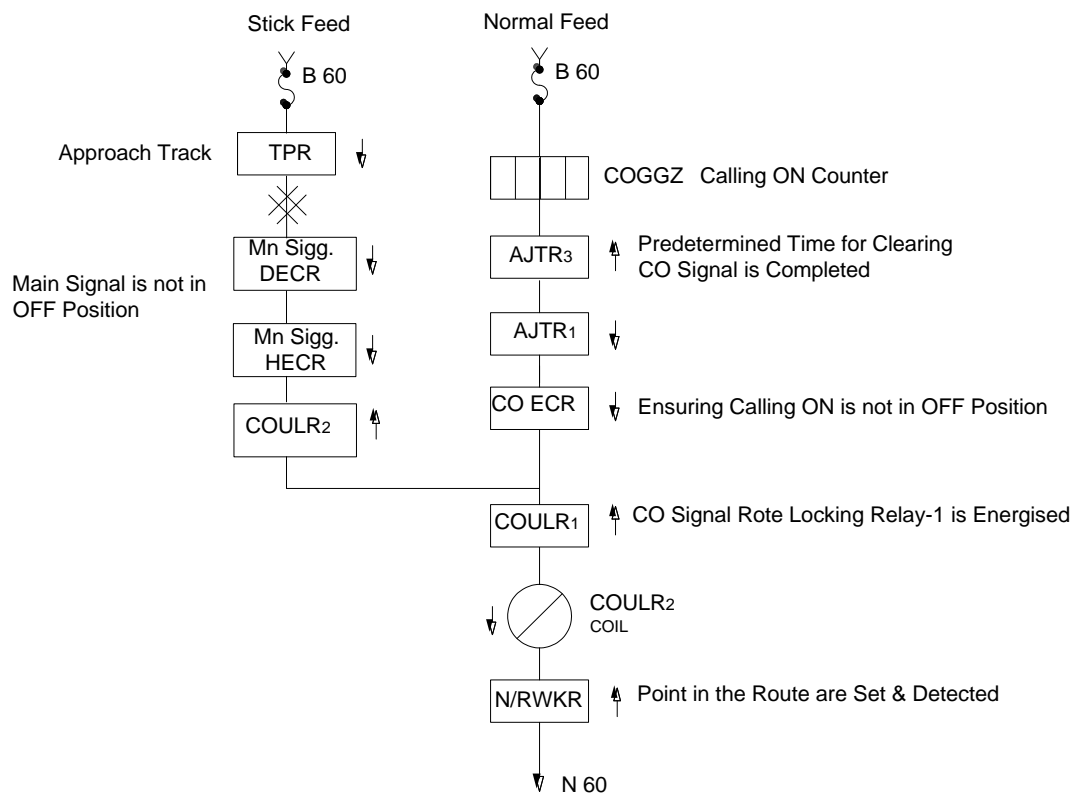 Stick Feed
Normal Feed
B 60
B 60
Approach Track
TPR
COGGZ Calling ON Counter
Mn Sigg.
DECR
AJTR3
Predetermined Time for Clearing
CO Signal is Completed
Main Signal is not in
OFF Position
Mn Sigg.
HECR
AJTR1
CO ECR
Ensuring Calling ON is not in OFF Position
COULR2
COULR1
CO Signal Rote Locking Relay-1 is Energised
COULR2
COIL
N/RWKR
Point in the Route are Set & Detected
N 60